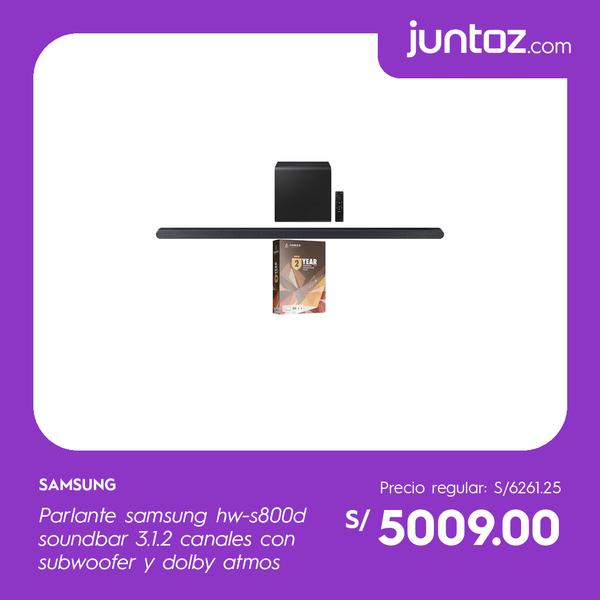 juntoz.com
2 YEAR
SAMSUNG
Parlante samsung hw-s800d
soundbar 3.1.2 canales con
subwoofer y dolby atmos
Precio regular: S/6261.25
S/ 5009.00